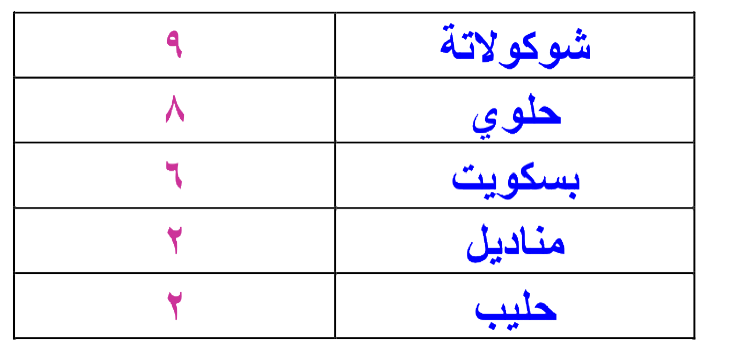 شوكولاتة ٩
حلوي ٨
بسكويت ٦
مناديل ٢
حليب ٢